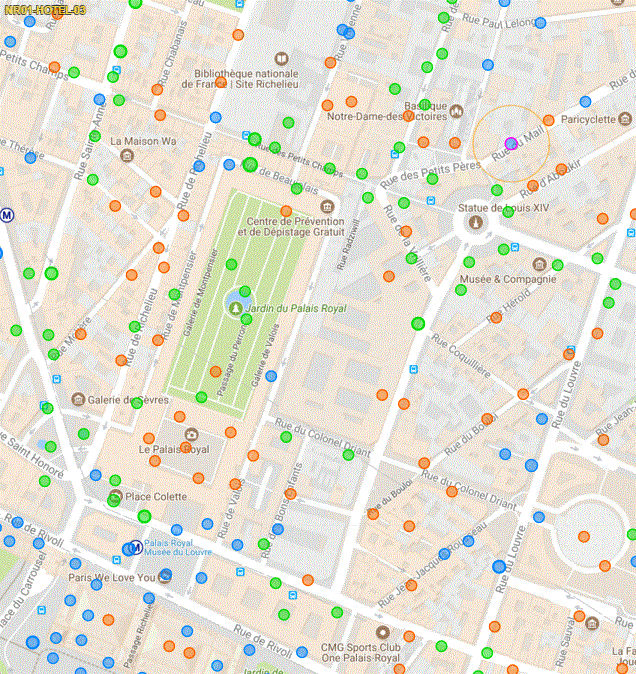 NR01-HOTEL-03
Rue Paul Lelong
Rue Chabanais
Petits Champs
Bibliothèque nationale
de France | Site Richelieu
Rue Vivienne
Basilique
Notre-Dame-des-Victoires
Rue du Mail
Paricyclette
La Maison Wa
Rue Sainte-Anne
Rue de Richelieu
Rue des Petits Champs
de Beaujolais
Rue des Petits Pères
Rue d'Aboukir
Statue de Louis XIV
Centre de Prévention
et de Dépistage Gratuit
Rue Radziwill
Rue de la Vrillière
Galerie de Montpensier
Rue de Montpensier
Musée & Compagnie
Rue Hérold
Jardin du Palais Royal
Rue de Richelieu
Rue Molière
Passage du Perron
Galerie de Valois
Rue Coquillière
Rue du Louvre
Galerie de Sèvres
Le Palais Royal
Rue du Colonel Driant
Rue du Bouloi
Rue Saint-Honoré
Place Colette
Rue de Valois
Rue des Bons Enfants
Rue du Bouloi
Rue du Colonel Driant
Rue de Rivoli
Palais Royal
Musée du Louvre
Paris We Love You
Place du Carrousel
Rue Jean-Jacques Rousseau
Rue du Louvre
Passage Richelieu
Rue de Rivoli
CMG Sports Club
One Palais-Royal
Rue Sauval
Jardin de
La Fa